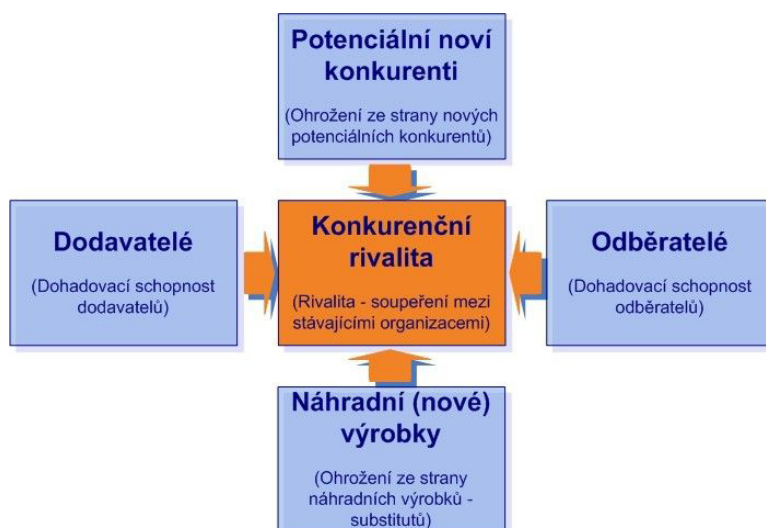 Potenciální noví
konkurenti
(Ohrožení ze strany nových
potenciálních konkurentů)
Dodavatelé
(Dohadovací schopnost
dodavatelů)
Konkurenční
rivalita
(Rivalita - soupeření mezi
stávajícími organizacemi)
Odběratelé
(Dohadovací schopnost
odběratelů)
Náhradní (nové)
výrobky
(Ohrožení ze strany
náhradních výrobků -
substitutů)